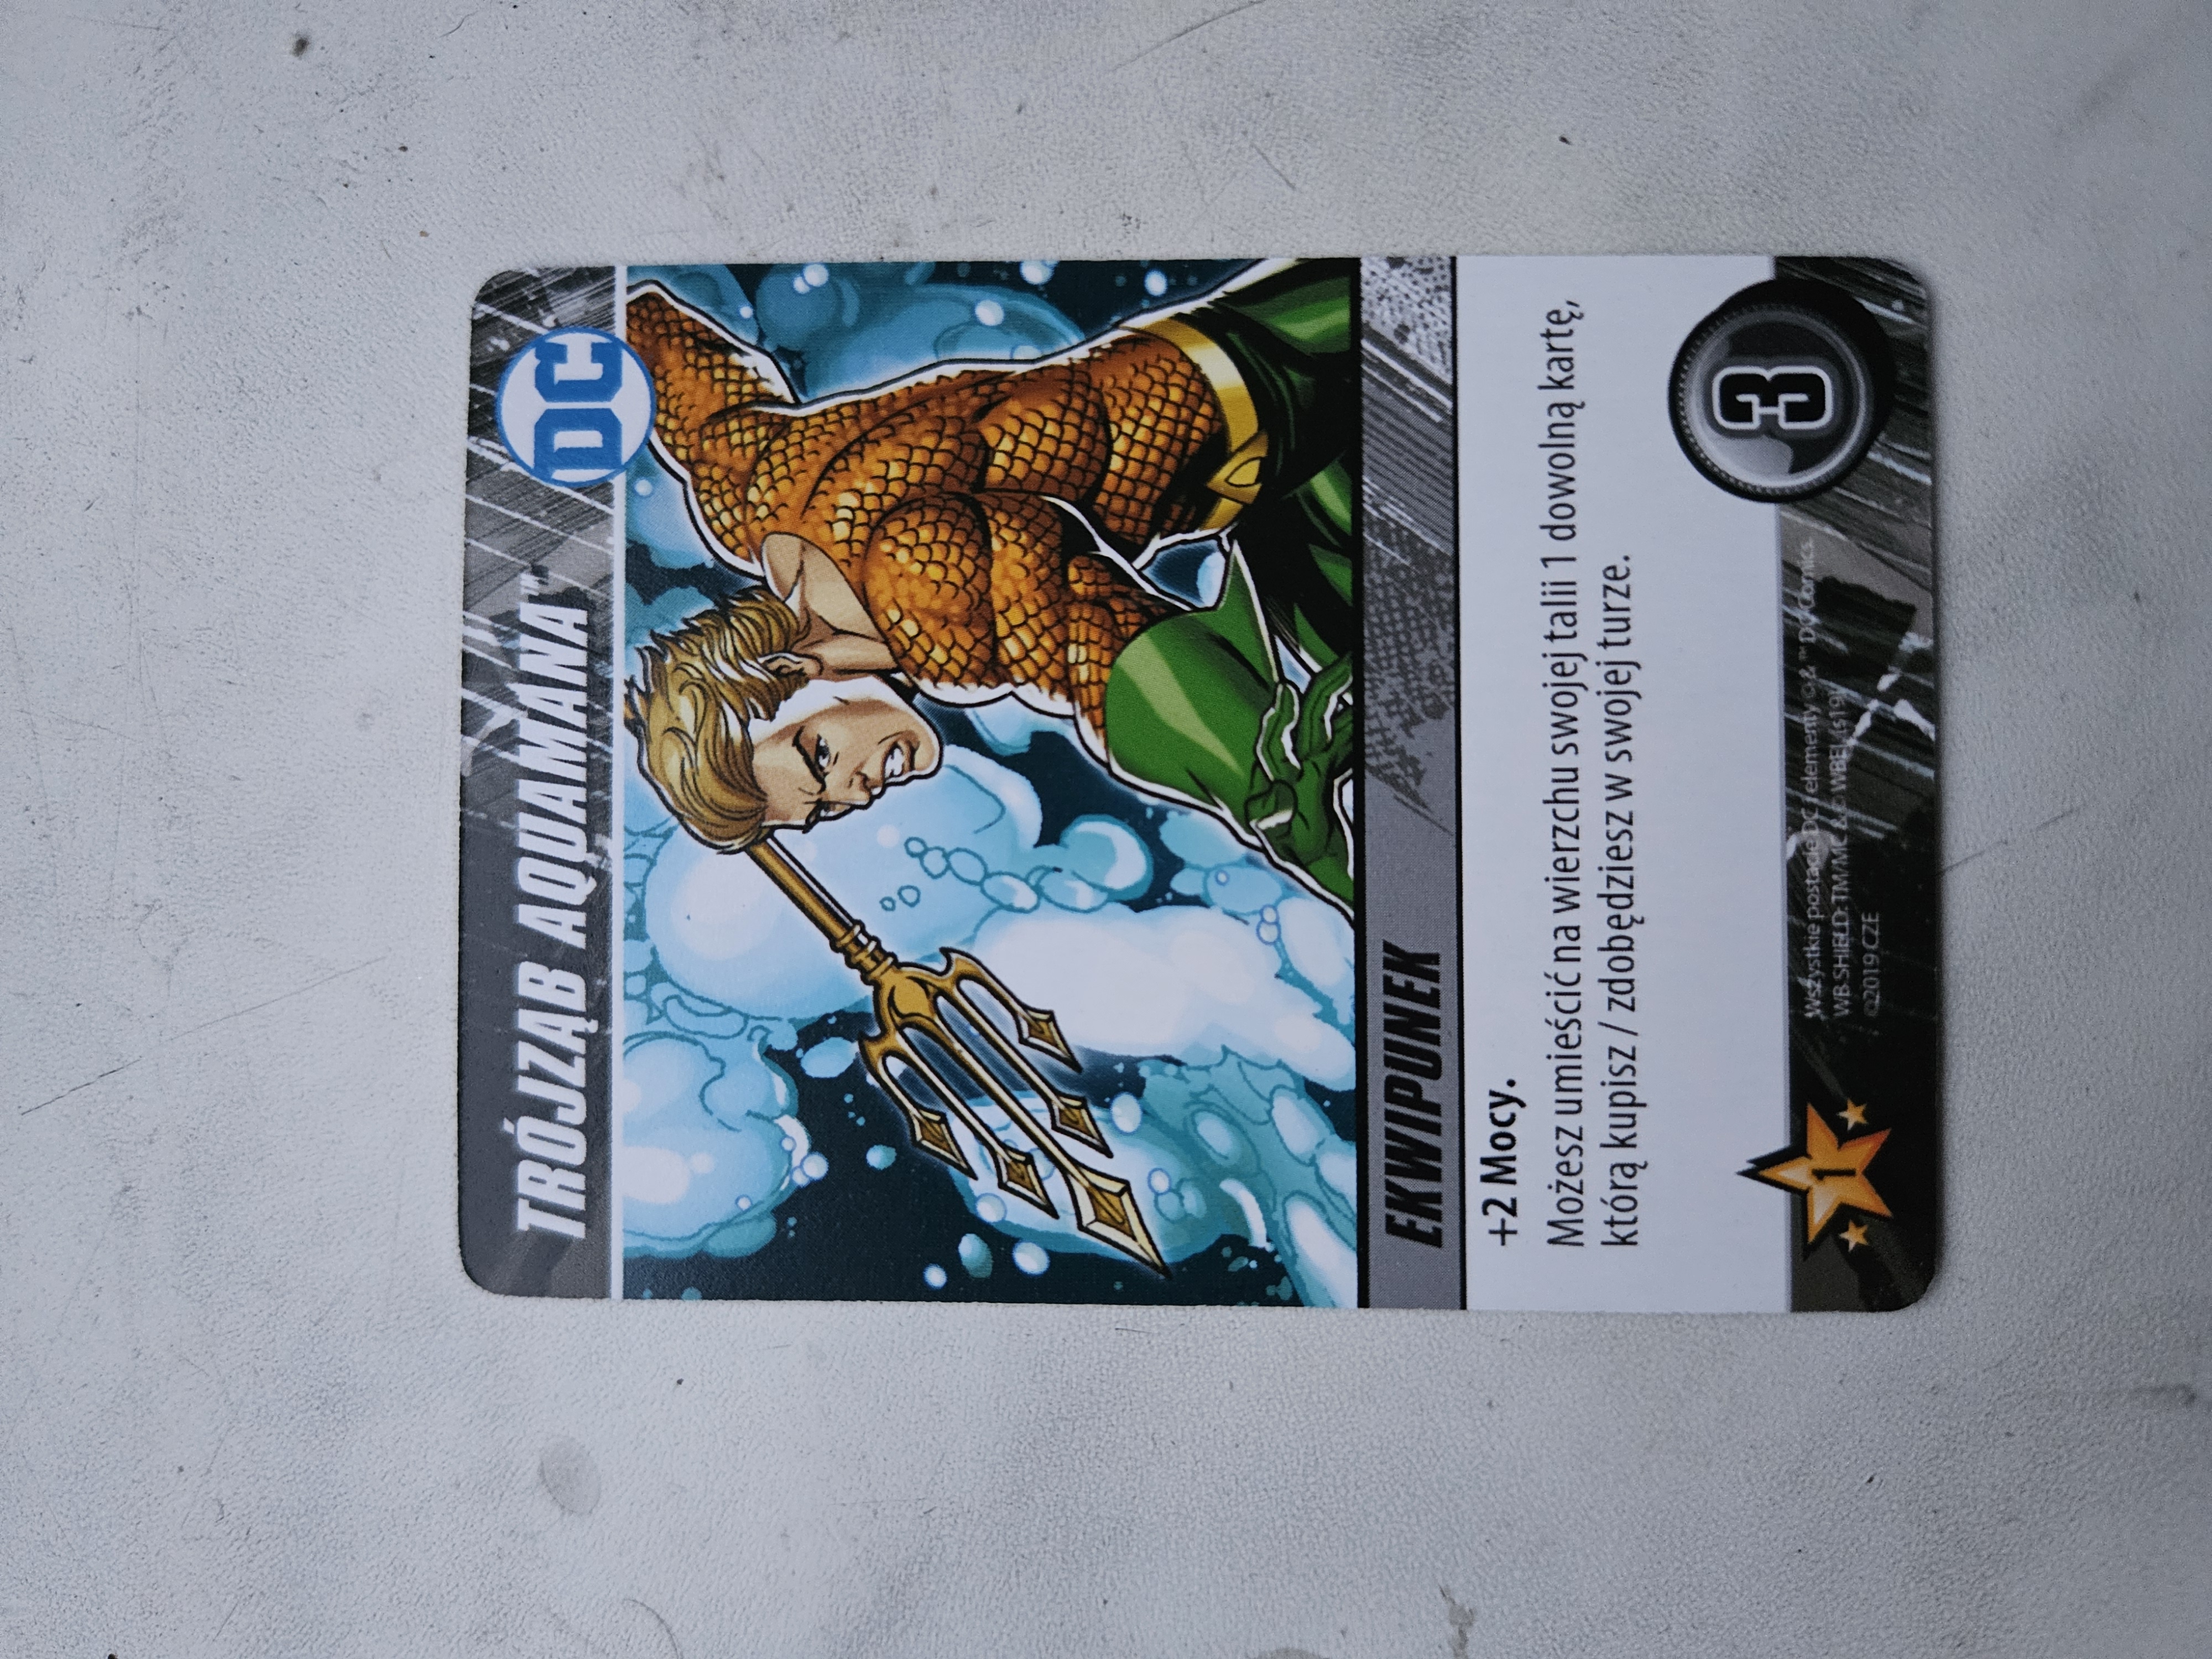 TRÓJZĄB AQUAMANA™
DC
EKWIPUNEK
+2 Mocy.
Możesz umieścić na wierzchu swojej talii 1 dowolną kartę,
którą kupisz / zdobędziesz w swojej turze.
3
1
Wszystkie postacie DC i elementy © & ™ DC Comics.
WB SHIELD: TM/MC & © WBEI. (s19)
©2019 CZE